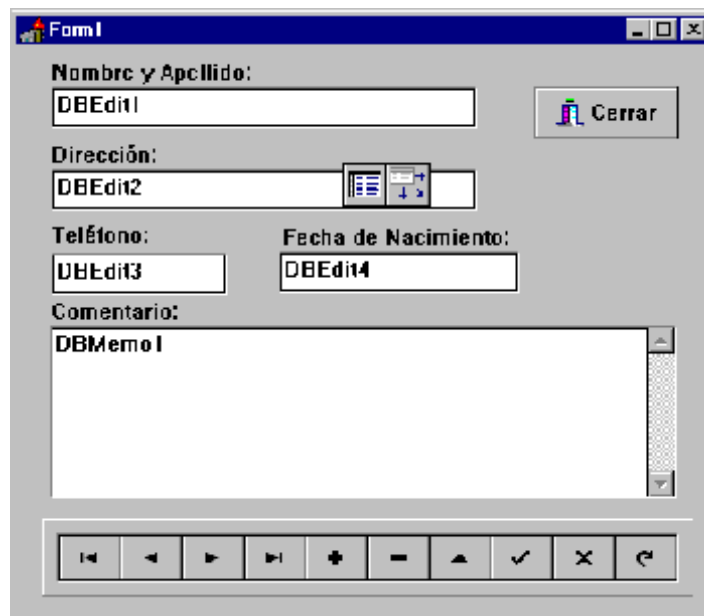 Form1
Nombre y Apellido:
DBEdit1
Cerrar
Dirección:
DBEdit2
Teléfono:
Fecha de Nacimiento:
DBEdit3
DBEdit4
Comentario:
DBMemo1